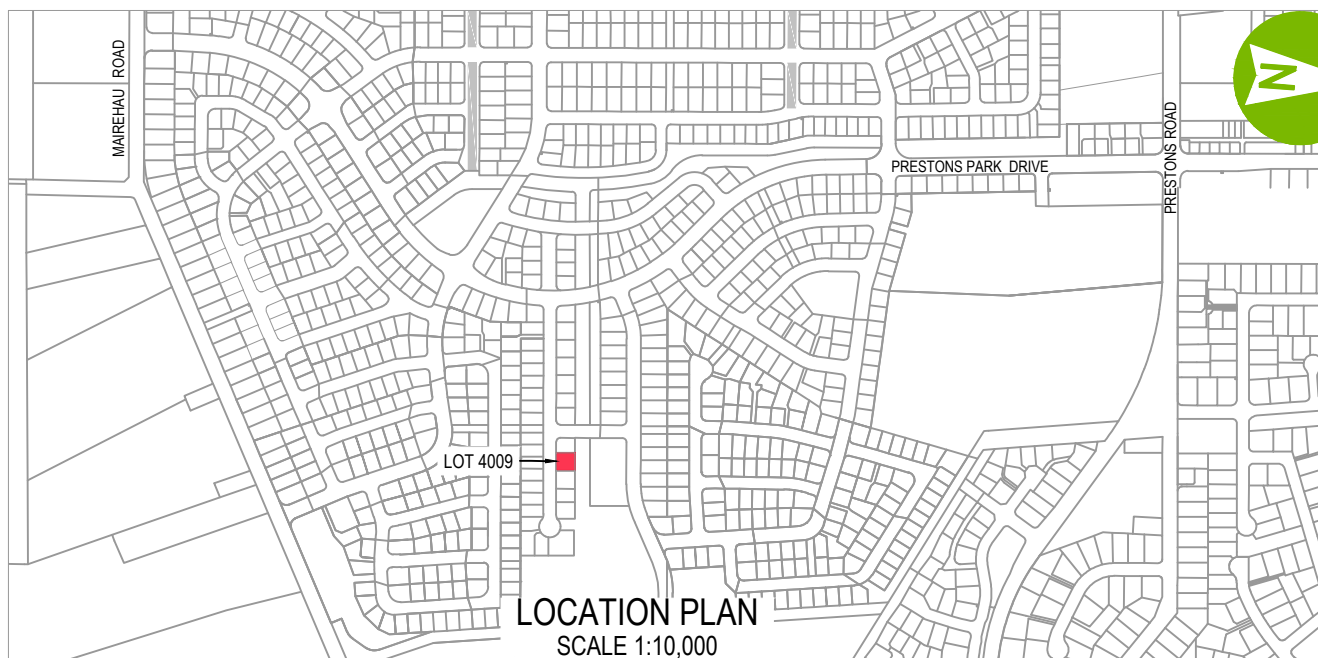 MAIREHAU ROAD
N
PRESTONS ROAD
PRESTONS PARK DRIVE
LOT 4009
LOCATION PLAN
SCALE 1:10,000